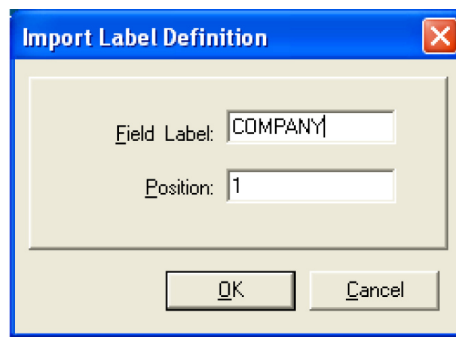 Import Label Definition
Field Label: COMPANY
Position: 1
OK Cancel